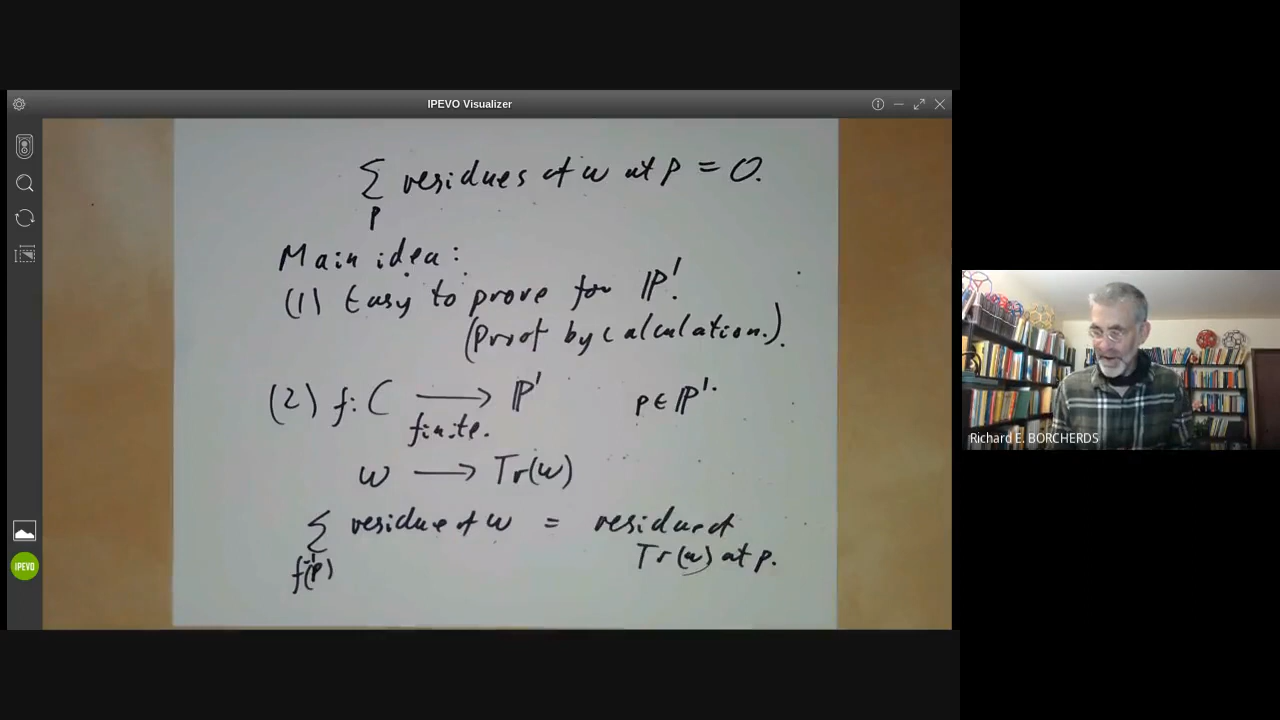 IPEVO Visualizer
Σ residues of ω at p = 0.
p
Main idea:
(1) Easy to prove for ℙ¹.
(Proof by calculation.).
(2) f: C ⟶ ℙ¹ p ∈ ℙ¹.
finite.
ω ⟶ Tr(ω)
Σ residue of ω = residue of
f⁻¹(p) Tr(ω) at p.
Richard E. BORCHERDS
IPEVO